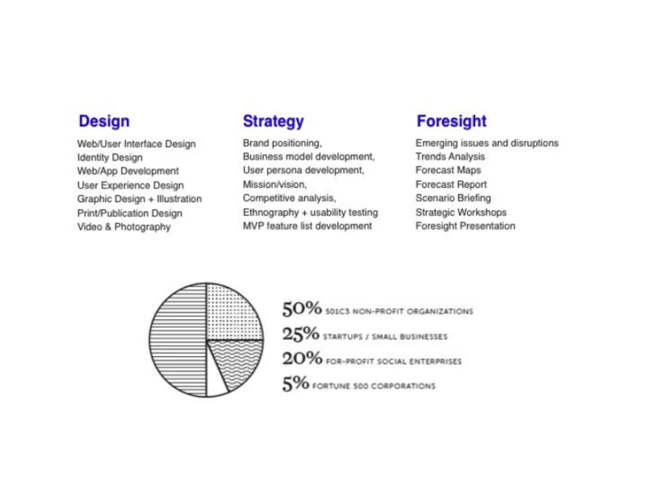 Design
Web/User Interface Design
Identity Design
Web/App Development
User Experience Design
Graphic Design + Illustration
Print/Publication Design
Video & Photography
Strategy
Brand positioning,
Business model development,
User persona development,
Mission/vision,
Competitive analysis,
Ethnography + usability testing
MVP feature list development
Foresight
Emerging issues and disruptions
Trends Analysis
Forecast Maps
Forecast Report
Scenario Briefing
Strategic Workshops
Foresight Presentation
50% 501C3 NON-PROFIT ORGANIZATIONS
25% STARTUPS / SMALL BUSINESSES
20% FOR-PROFIT SOCIAL ENTERPRISES
5% FORTUNE 500 CORPORATIONS